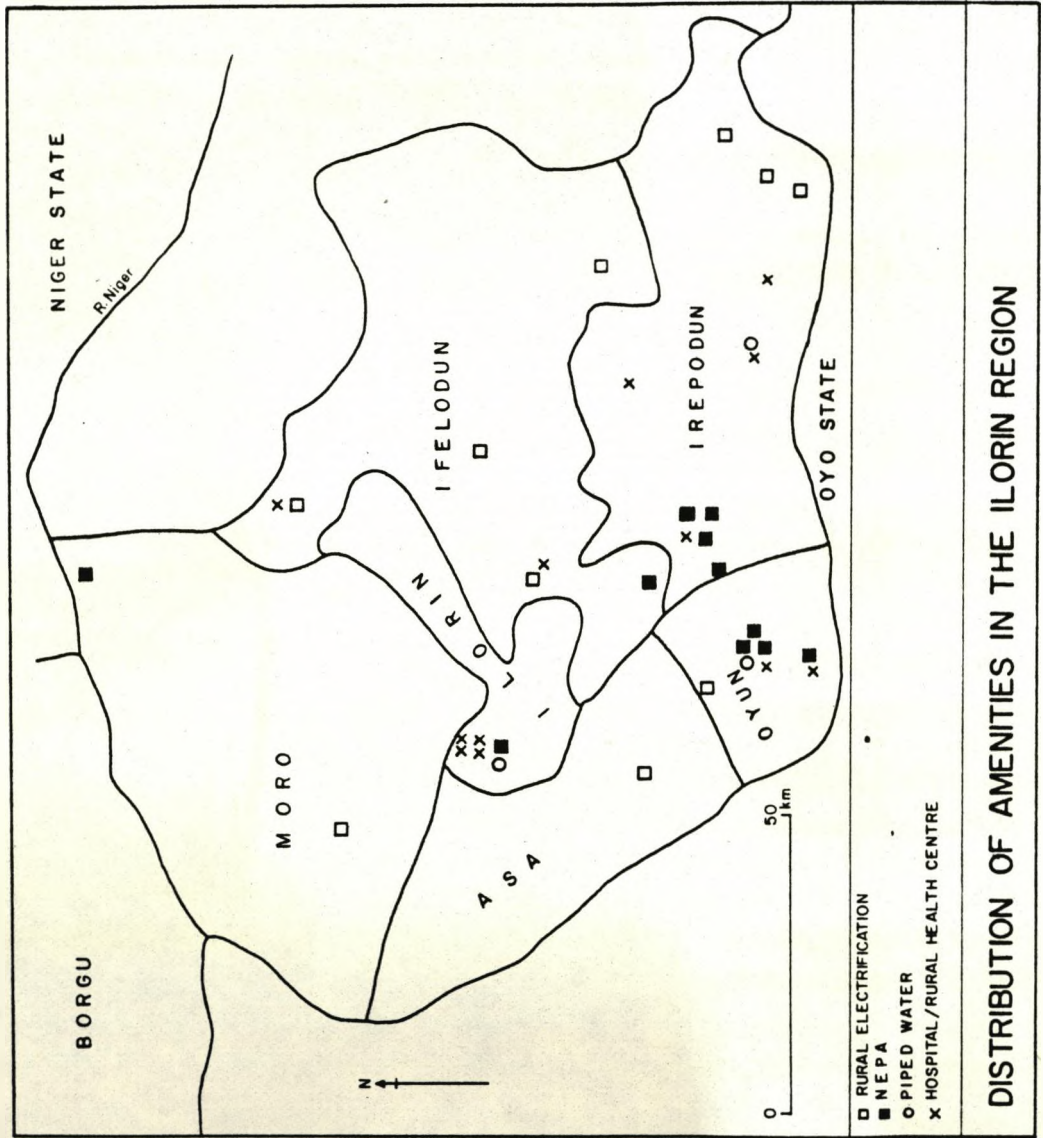 NIGER STATE
R. Niger
BORGU
MORO
IFELODUN
ILORIN
IREPODUN
ASA
OYUN
OYO STATE
N
0 50 km
RURAL ELECTRIFICATION
NEPA
PIPED WATER
HOSPITAL/RURAL HEALTH CENTRE
DISTRIBUTION OF AMENITIES IN THE ILORIN REGION